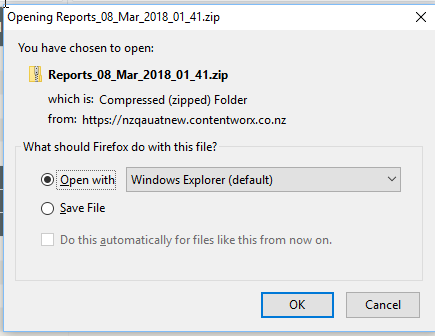 Opening Reports_08_Mar_2018_01_41.zip
You have chosen to open:
Reports_08_Mar_2018_01_41.zip
which is: Compressed (zipped) Folder
from: https://nzqauatnew.contentworx.co.nz
What should Firefox do with this file?
Open with
Windows Explorer (default)
Save File
Do this automatically for files like this from now on.
OK
Cancel